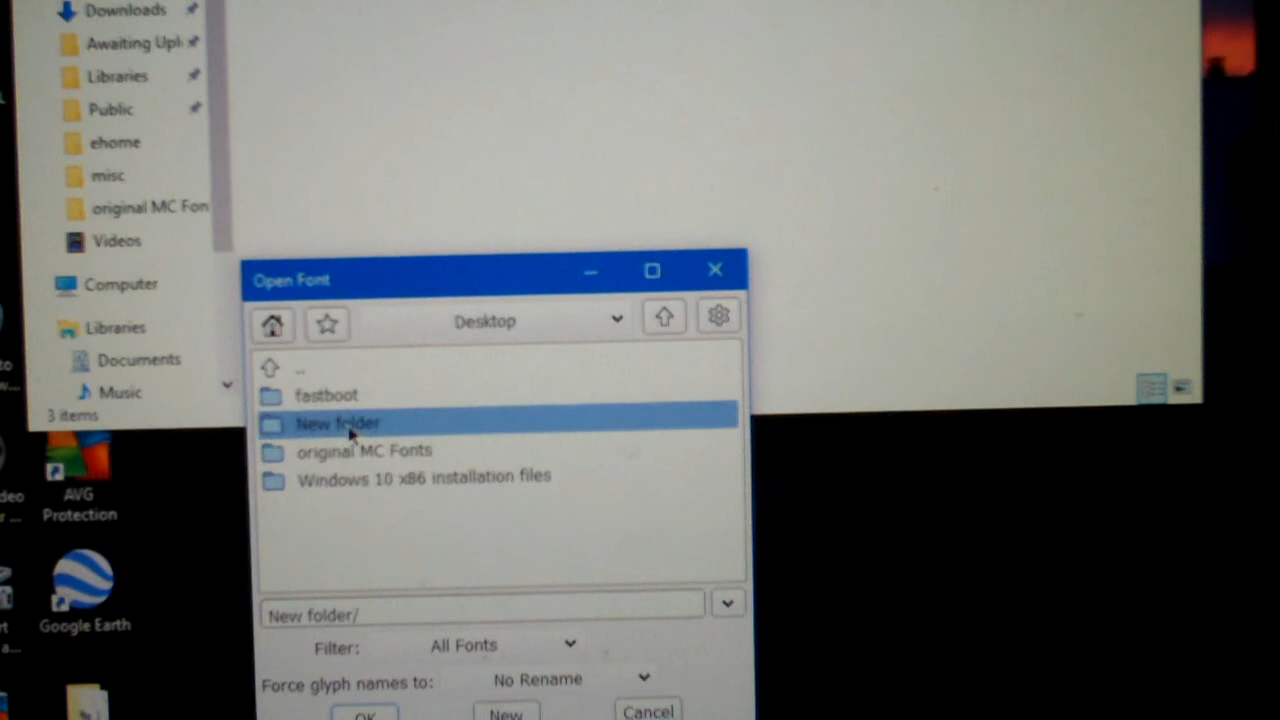 Downloads
Awaiting Upl
Libraries
Public
ehome
misc
original MC Fon
Videos
Computer
Libraries
Documents
Music
3 items
Open Font
Desktop
..
fastboot
New folder
original MC Fonts
Windows 10 x86 installation files
New folder/
Filter: All Fonts
Force glyph names to: No Rename
OK New Cancel
AVG
Protection
Google Earth